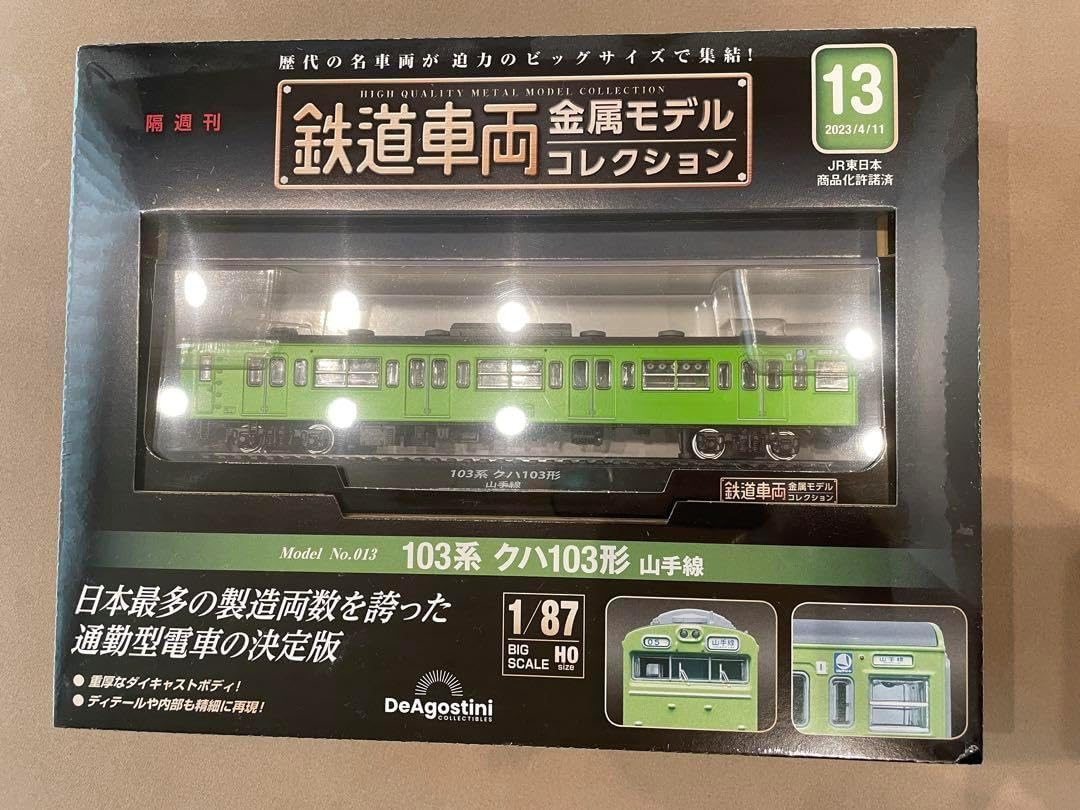 歴代の名車両が迫力のビッグサイズで集結!
隔週刊
HIGH QUALITY METAL MODEL COLLECTION
鉄道車両 金属モデル
コレクション
13
2023/4/11
JR東日本
商品化許諾済
103系 クハ103形
山手線
鉄道車両 金属モデル
コレクション
Model No.013 103系 クハ103形 山手線
日本最多の製造両数を誇った
通勤型電車の決定版
● 重厚なダイキャストボディ!
● ディテールや内部も精細に再現!
DeAgostini
COLLECTIBLES
1/87
BIG SCALE HO size
05 山手線
山手線